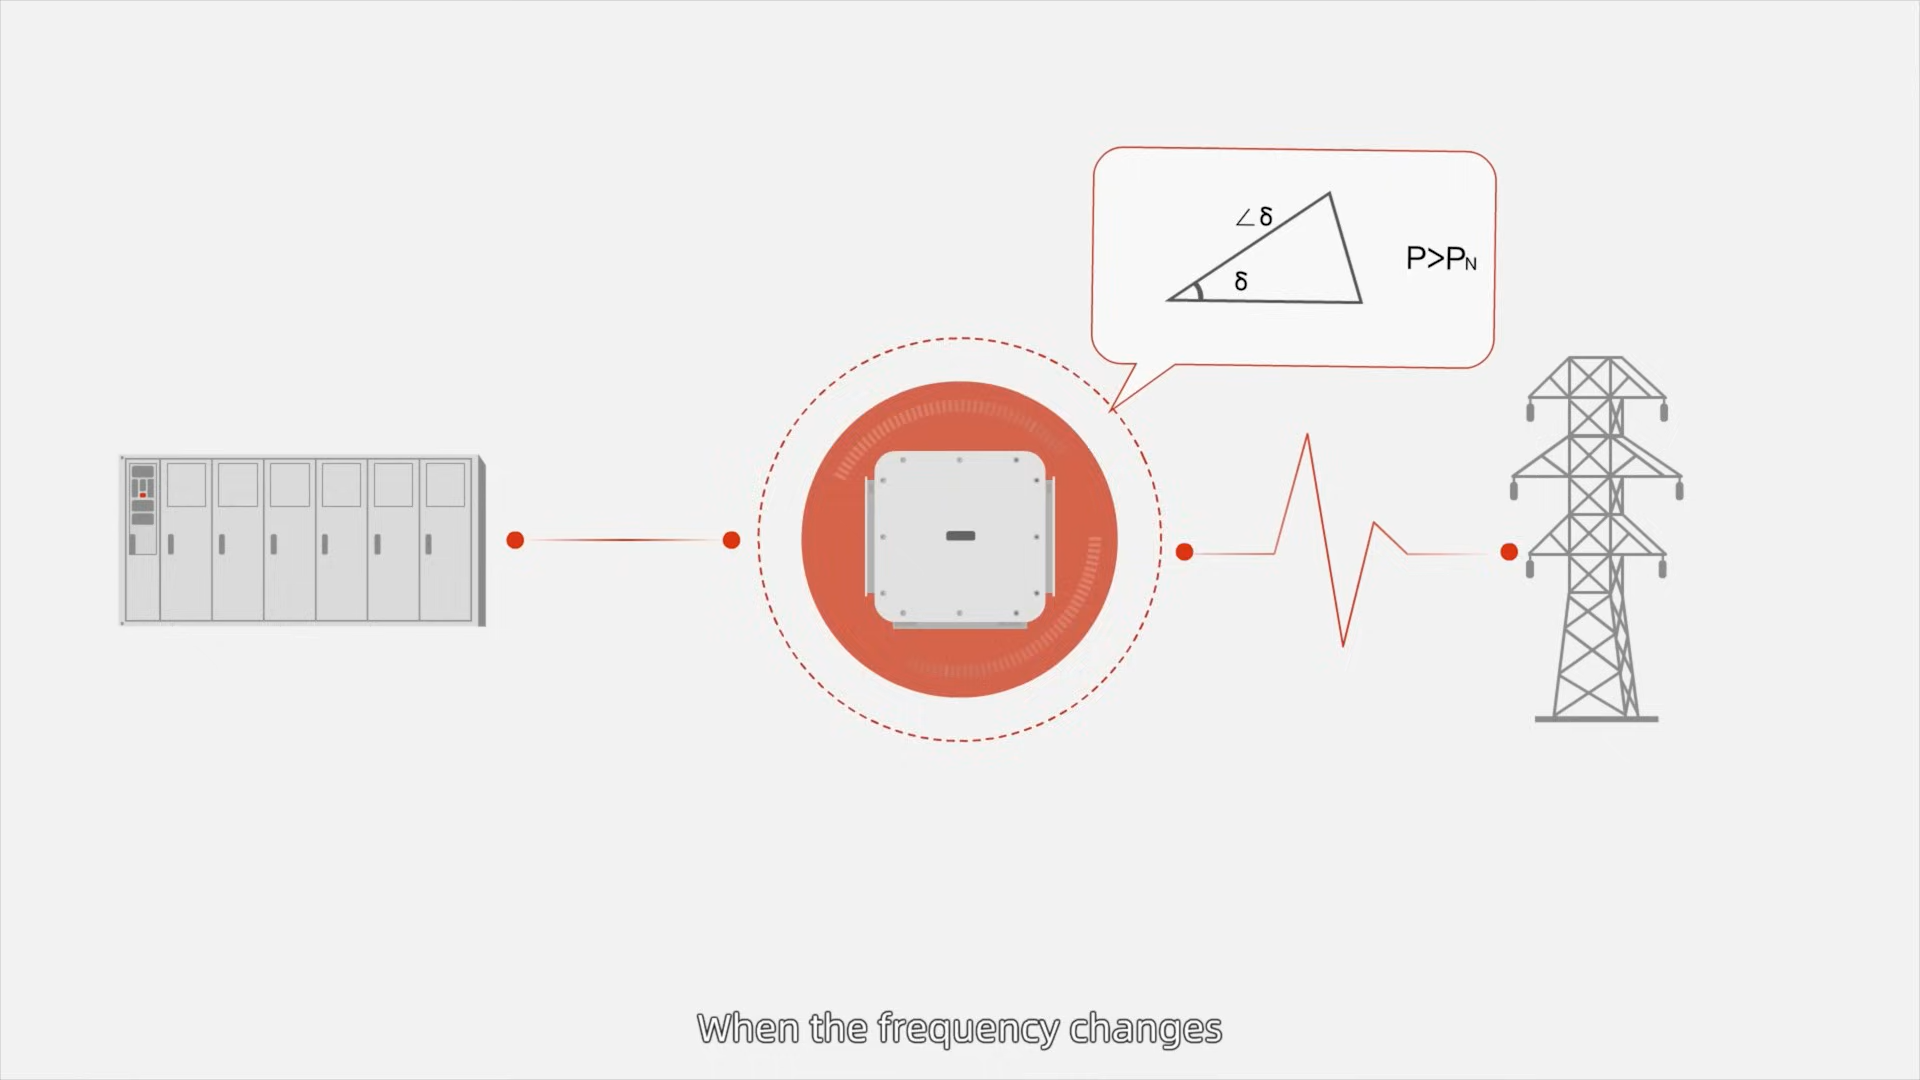 ∠δ
δ
P>PN
When the frequency changes